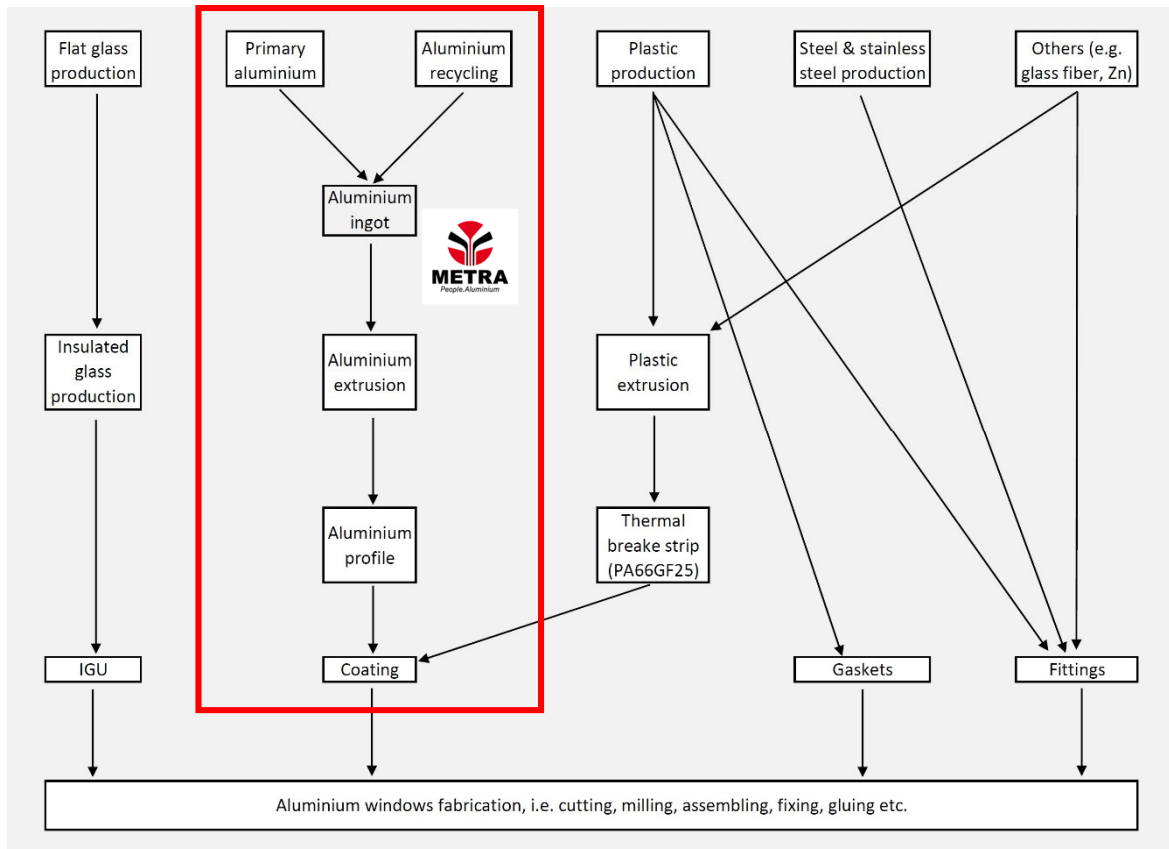 Flat glass
production
Primary
aluminium
Aluminium
recycling
Plastic
production
Steel & stainless
steel production
Others (e.g.
glass fiber, Zn)
Aluminium
ingot
METRA
People.Aluminium
Insulated
glass
production
Aluminium
extrusion
Plastic
extrusion
Aluminium
profile
Thermal
breake strip
(PA66GF25)
IGU
Coating
Gaskets
Fittings
Aluminium windows fabrication, i.e. cutting, milling, assembling, fixing, gluing etc.